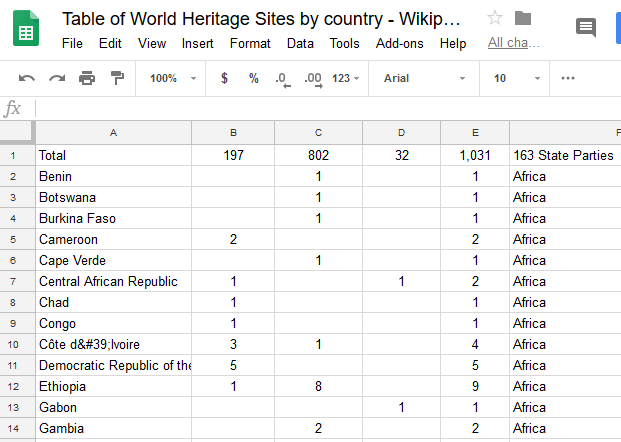 Table of World Heritage Sites by country - Wikip...
File Edit View Insert Format Data Tools Add-ons Help All cha...
100% $ % .0 .00 123 Arial 10
fx
A B C D E F
1 Total 197 802 32 1,031 163 State Parties
2 Benin 1 1 Africa
3 Botswana 1 1 Africa
4 Burkina Faso 1 1 Africa
5 Cameroon 2 2 Africa
6 Cape Verde 1 1 Africa
7 Central African Republic 1 1 2 Africa
8 Chad 1 1 Africa
9 Congo 1 1 Africa
10 Côte d&#39;Ivoire 3 1 4 Africa
11 Democratic Republic of the 5 5 Africa
12 Ethiopia 1 8 9 Africa
13 Gabon 1 1 Africa
14 Gambia 2 2 Africa